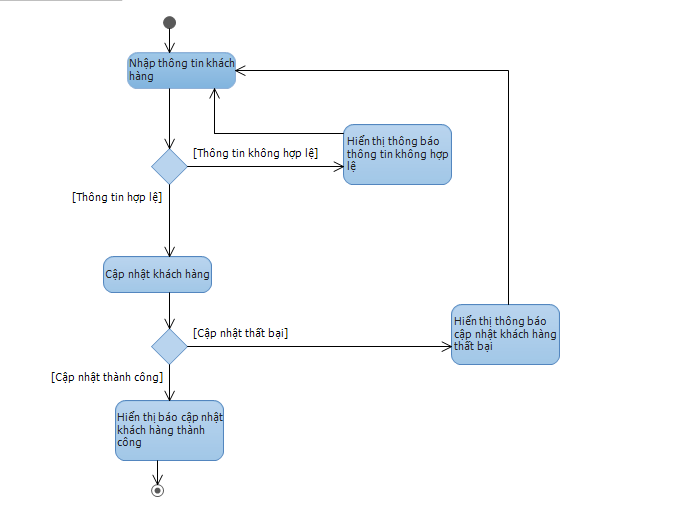 Nhập thông tin khách
hàng
Hiển thị thông báo
thông tin không hợp
lệ
[Thông tin không hợp lệ]
[Thông tin hợp lệ]
Cập nhật khách hàng
Hiển thị thông báo
cập nhật khách hàng
thất bại
[Cập nhật thất bại]
[Cập nhật thành công]
Hiển thị báo cập nhật
khách hàng thành
công